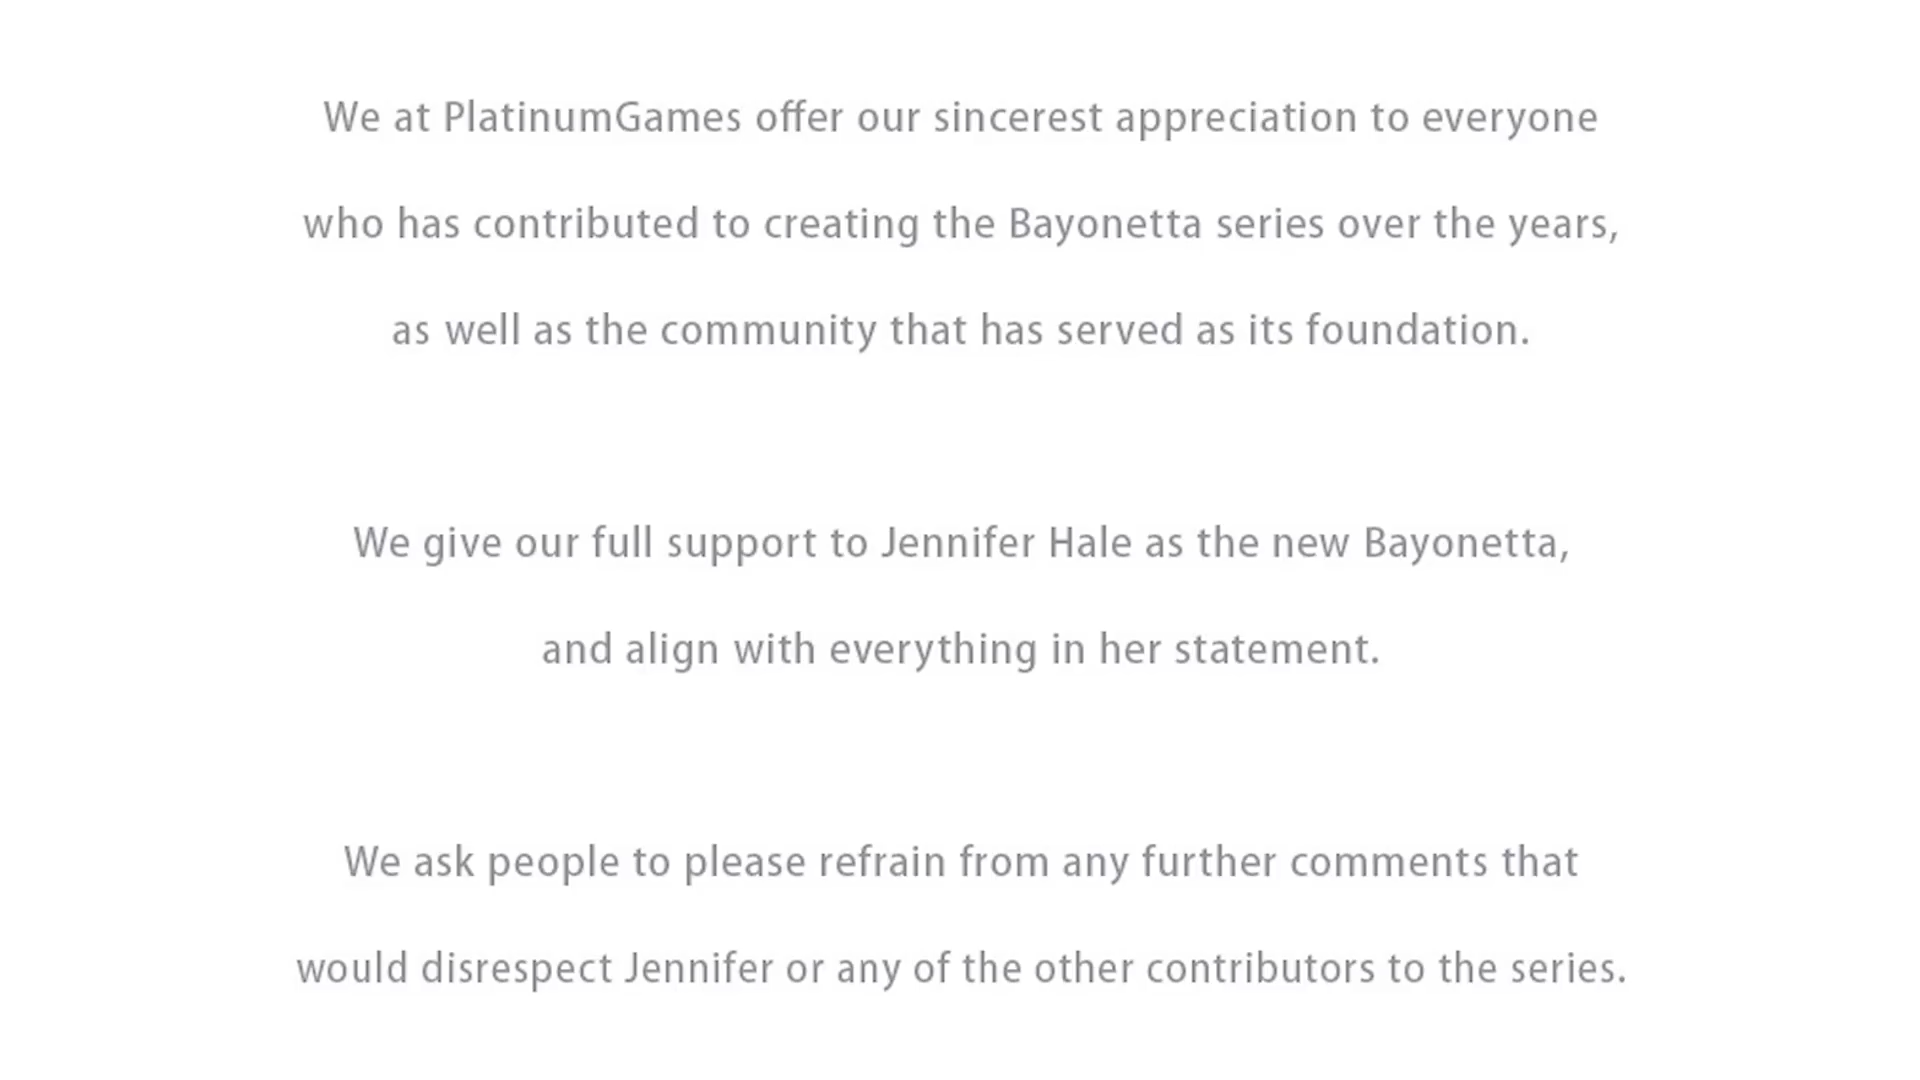 We at PlatinumGames offer our sincerest appreciation to everyone
who has contributed to creating the Bayonetta series over the years,
as well as the community that has served as its foundation.
We give our full support to Jennifer Hale as the new Bayonetta,
and align with everything in her statement.
We ask people to please refrain from any further comments that
would disrespect Jennifer or any of the other contributors to the series.